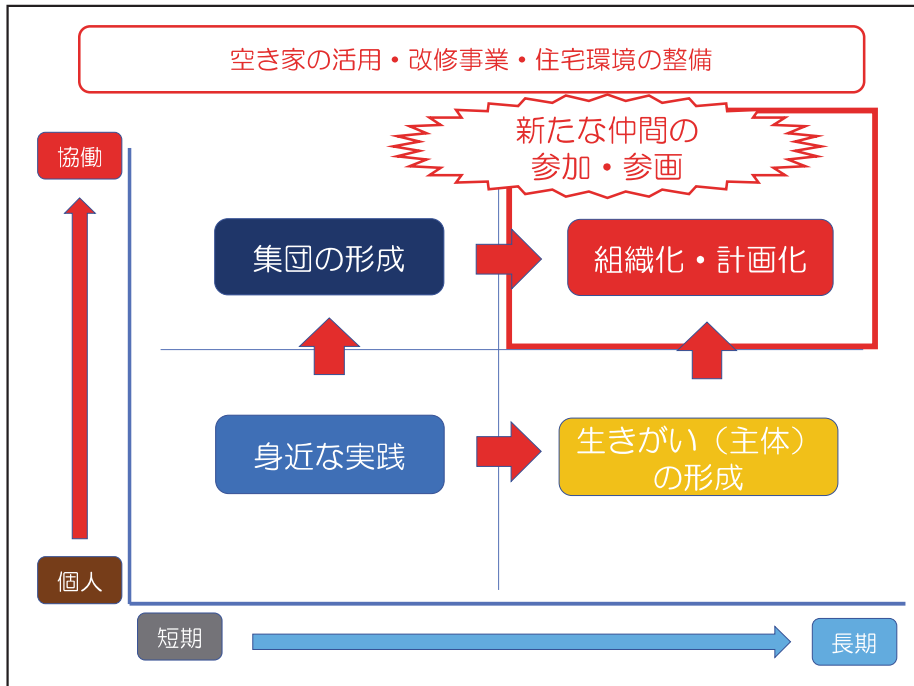 空き家の活用・改修事業・住宅環境の整備
新たな仲間の
参加・参画
協働
集団の形成
組織化・計画化
身近な実践
生きがい（主体）
の形成
個人
短期
長期